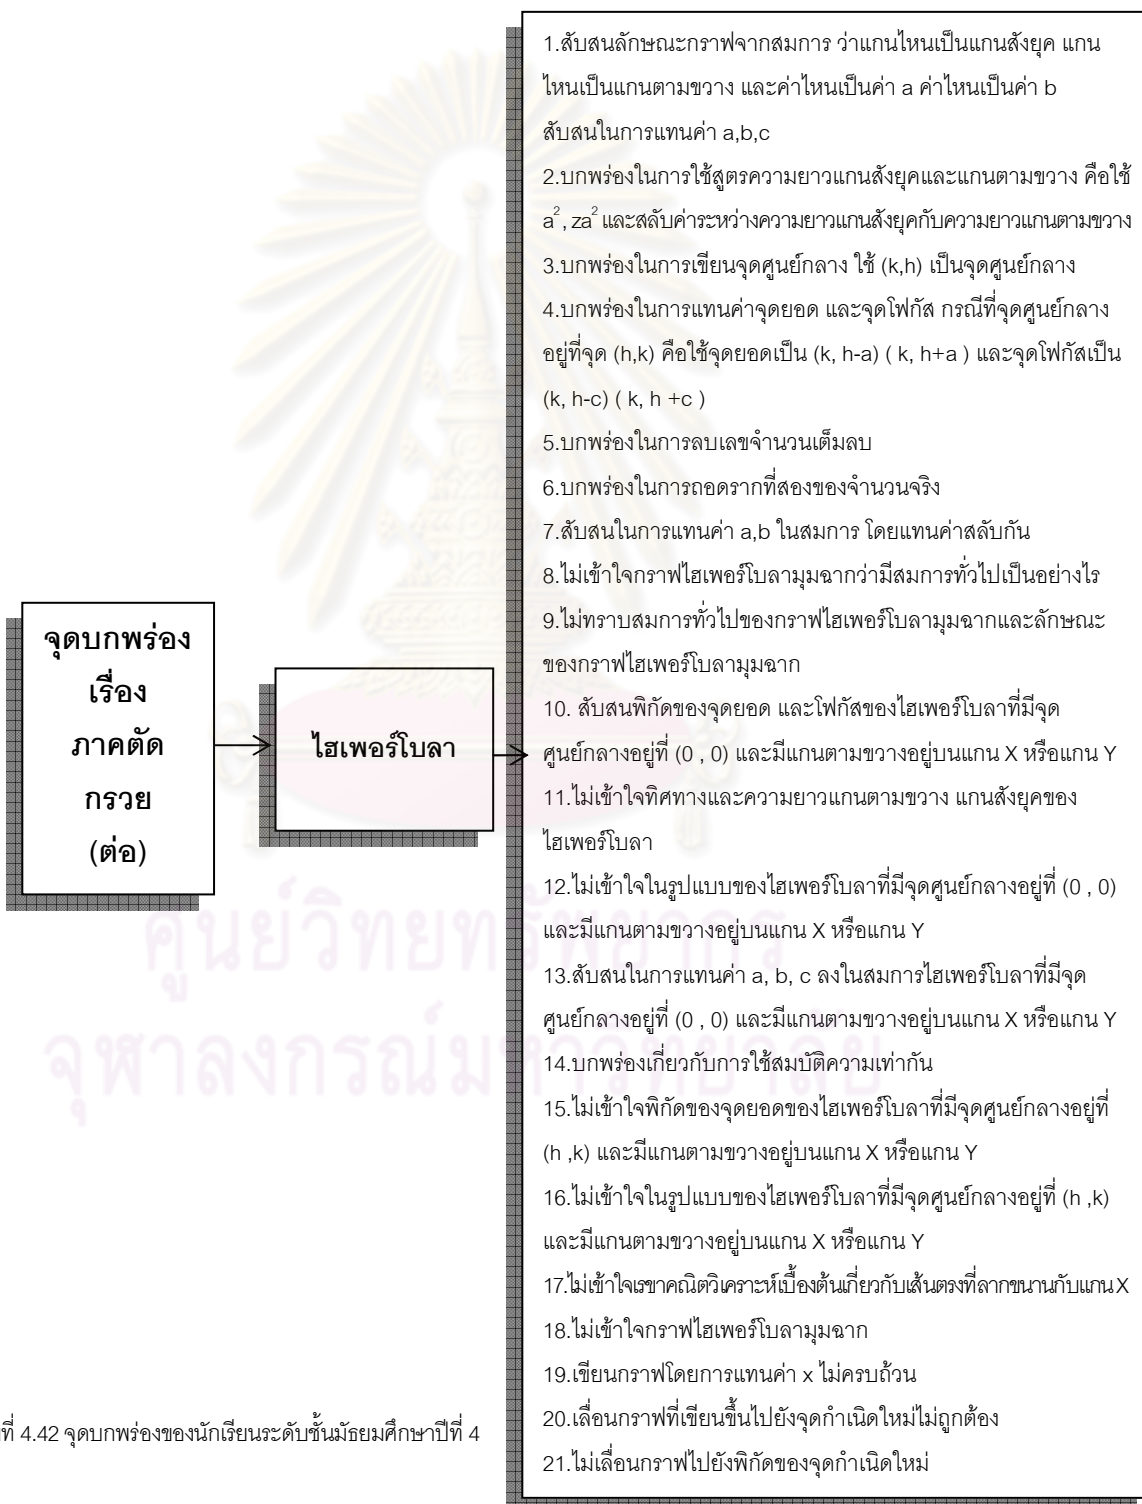 จุดบกพร่อง
เรื่อง
ภาคตัด
กรวย
(ต่อ)
ไฮเพอร์โบลา
1.สับสนลักษณะกราฟจากสมการ ว่าแกนไหนเป็นแกนสังยุค แกน
ไหนเป็นแกนตามขวาง และค่าไหนเป็นค่า a ค่าไหนเป็นค่า b
สับสนในการแทนค่า a,b,c
2.บกพร่องในการใช้สูตรความยาวแกนสังยุคและแกนตามขวาง คือใช้
a², za² และสลับค่าระหว่างความยาวแกนสังยุคกับความยาวแกนตามขวาง
3.บกพร่องในการเขียนจุดศูนย์กลาง ใช้ (k,h) เป็นจุดศูนย์กลาง
4.บกพร่องในการแทนค่าจุดยอด และจุดโฟกัส กรณีที่จุดศูนย์กลาง
อยู่ที่จุด (h,k) คือใช้จุดยอดเป็น (k, h-a) ( k, h+a ) และจุดโฟกัสเป็น
(k, h-c) ( k, h +c )
5.บกพร่องในการลบเลขจำนวนเต็มลบ
6.บกพร่องในการถอดรากที่สองของจำนวนจริง
7.สับสนในการแทนค่า a,b ในสมการ โดยแทนค่าสลับกัน
8.ไม่เข้าใจกราฟไฮเพอร์โบลามุมฉากว่ามีสมการทั่วไปเป็นอย่างไร
9.ไม่ทราบสมการทั่วไปของกราฟไฮเพอร์โบลามุมฉากและลักษณะ
ของกราฟไฮเพอร์โบลามุมฉาก
10. สับสนพิกัดของจุดยอด และโฟกัสของไฮเพอร์โบลาที่มีจุด
ศูนย์กลางอยู่ที่ (0 , 0) และมีแกนตามขวางอยู่บนแกน X หรือแกน Y
11.ไม่เข้าใจทิศทางและความยาวแกนตามขวาง แกนสังยุคของ
ไฮเพอร์โบลา
12.ไม่เข้าใจในรูปแบบของไฮเพอร์โบลาที่มีจุดศูนย์กลางอยู่ที่ (0 , 0)
และมีแกนตามขวางอยู่บนแกน X หรือแกน Y
13.สับสนในการแทนค่า a, b, c ลงในสมการไฮเพอร์โบลาที่มีจุด
ศูนย์กลางอยู่ที่ (0 , 0) และมีแกนตามขวางอยู่บนแกน X หรือแกน Y
14.บกพร่องเกี่ยวกับการใช้สมบัติความเท่ากัน
15.ไม่เข้าใจพิกัดของจุดยอดของไฮเพอร์โบลาที่มีจุดศูนย์กลางอยู่ที่
(h ,k) และมีแกนตามขวางอยู่บนแกน X หรือแกน Y
16.ไม่เข้าใจในรูปแบบของไฮเพอร์โบลาที่มีจุดศูนย์กลางอยู่ที่ (h ,k)
และมีแกนตามขวางอยู่บนแกน X หรือแกน Y
17.ไม่เข้าใจเรขาคณิตวิเคราะห์เบื้องต้นเกี่ยวกับเส้นตรงที่ลากขนานกับแกน X
18.ไม่เข้าใจกราฟไฮเพอร์โบลามุมฉาก
19.เขียนกราฟโดยการแทนค่า x ไม่ครบถ้วน
20.เลื่อนกราฟที่เขียนขึ้นไปยังจุดกำเนิดใหม่ไม่ถูกต้อง
21.ไม่เลื่อนกราฟไปยังพิกัดของจุดกำเนิดใหม่
ที่ 4.42 จุดบกพร่องของนักเรียนระดับชั้นมัธยมศึกษาปีที่ 4
ศูนย์วิทยทรัพยากร
จุฬาลงกรณ์มหาวิทยาลัย